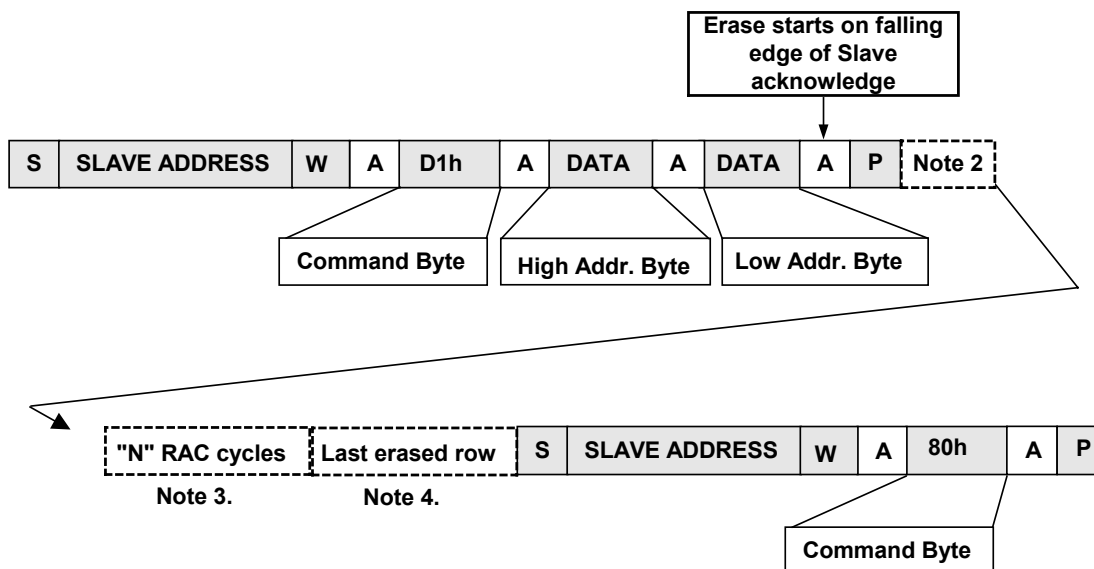 Erase starts on falling
edge of Slave
acknowledge
S SLAVE ADDRESS W A D1h A DATA A DATA A P Note 2
Command Byte High Addr. Byte Low Addr. Byte
"N" RAC cycles Last erased row S SLAVE ADDRESS W A 80h A P
Note 3. Note 4.
Command Byte